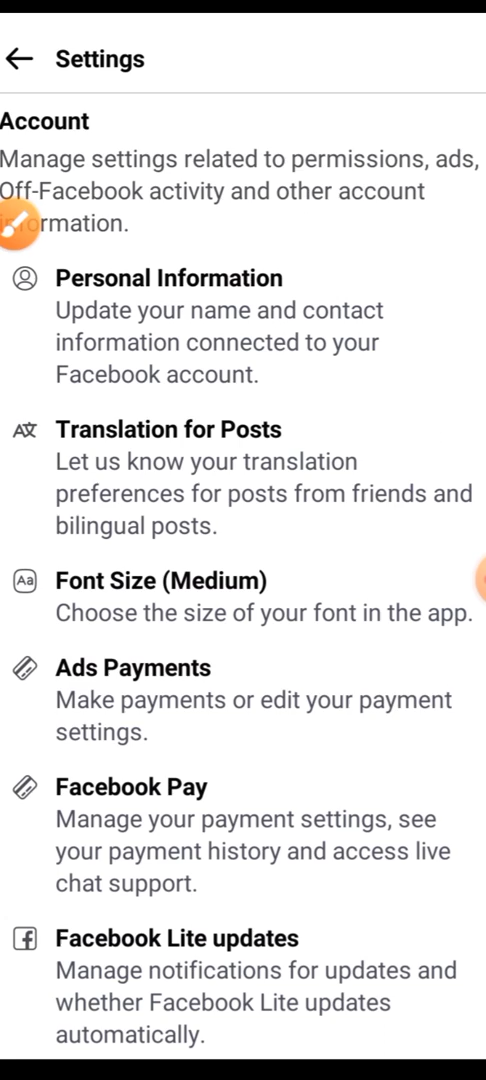 Settings
Account
Manage settings related to permissions, ads,
Off-Facebook activity and other account
information.
Personal Information
Update your name and contact
information connected to your
Facebook account.
Translation for Posts
Let us know your translation
preferences for posts from friends and
bilingual posts.
Font Size (Medium)
Choose the size of your font in the app.
Ads Payments
Make payments or edit your payment
settings.
Facebook Pay
Manage your payment settings, see
your payment history and access live
chat support.
Facebook Lite updates
Manage notifications for updates and
whether Facebook Lite updates
automatically.